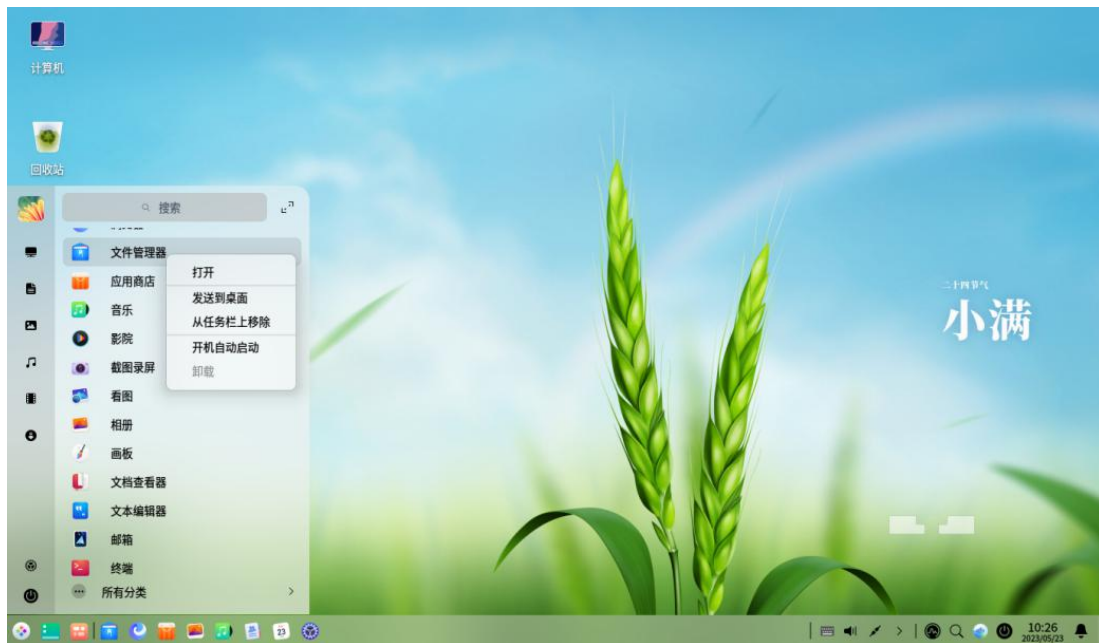 计算机
回收站
搜索
文件管理器
打开
应用商店
发送到桌面
音乐
从任务栏上移除
影院
开机自动启动
截图录屏
卸载
看图
相册
画板
文档查看器
文本编辑器
邮箱
终端
所有分类
二十四节气
小满
23
10:26
2023/05/23